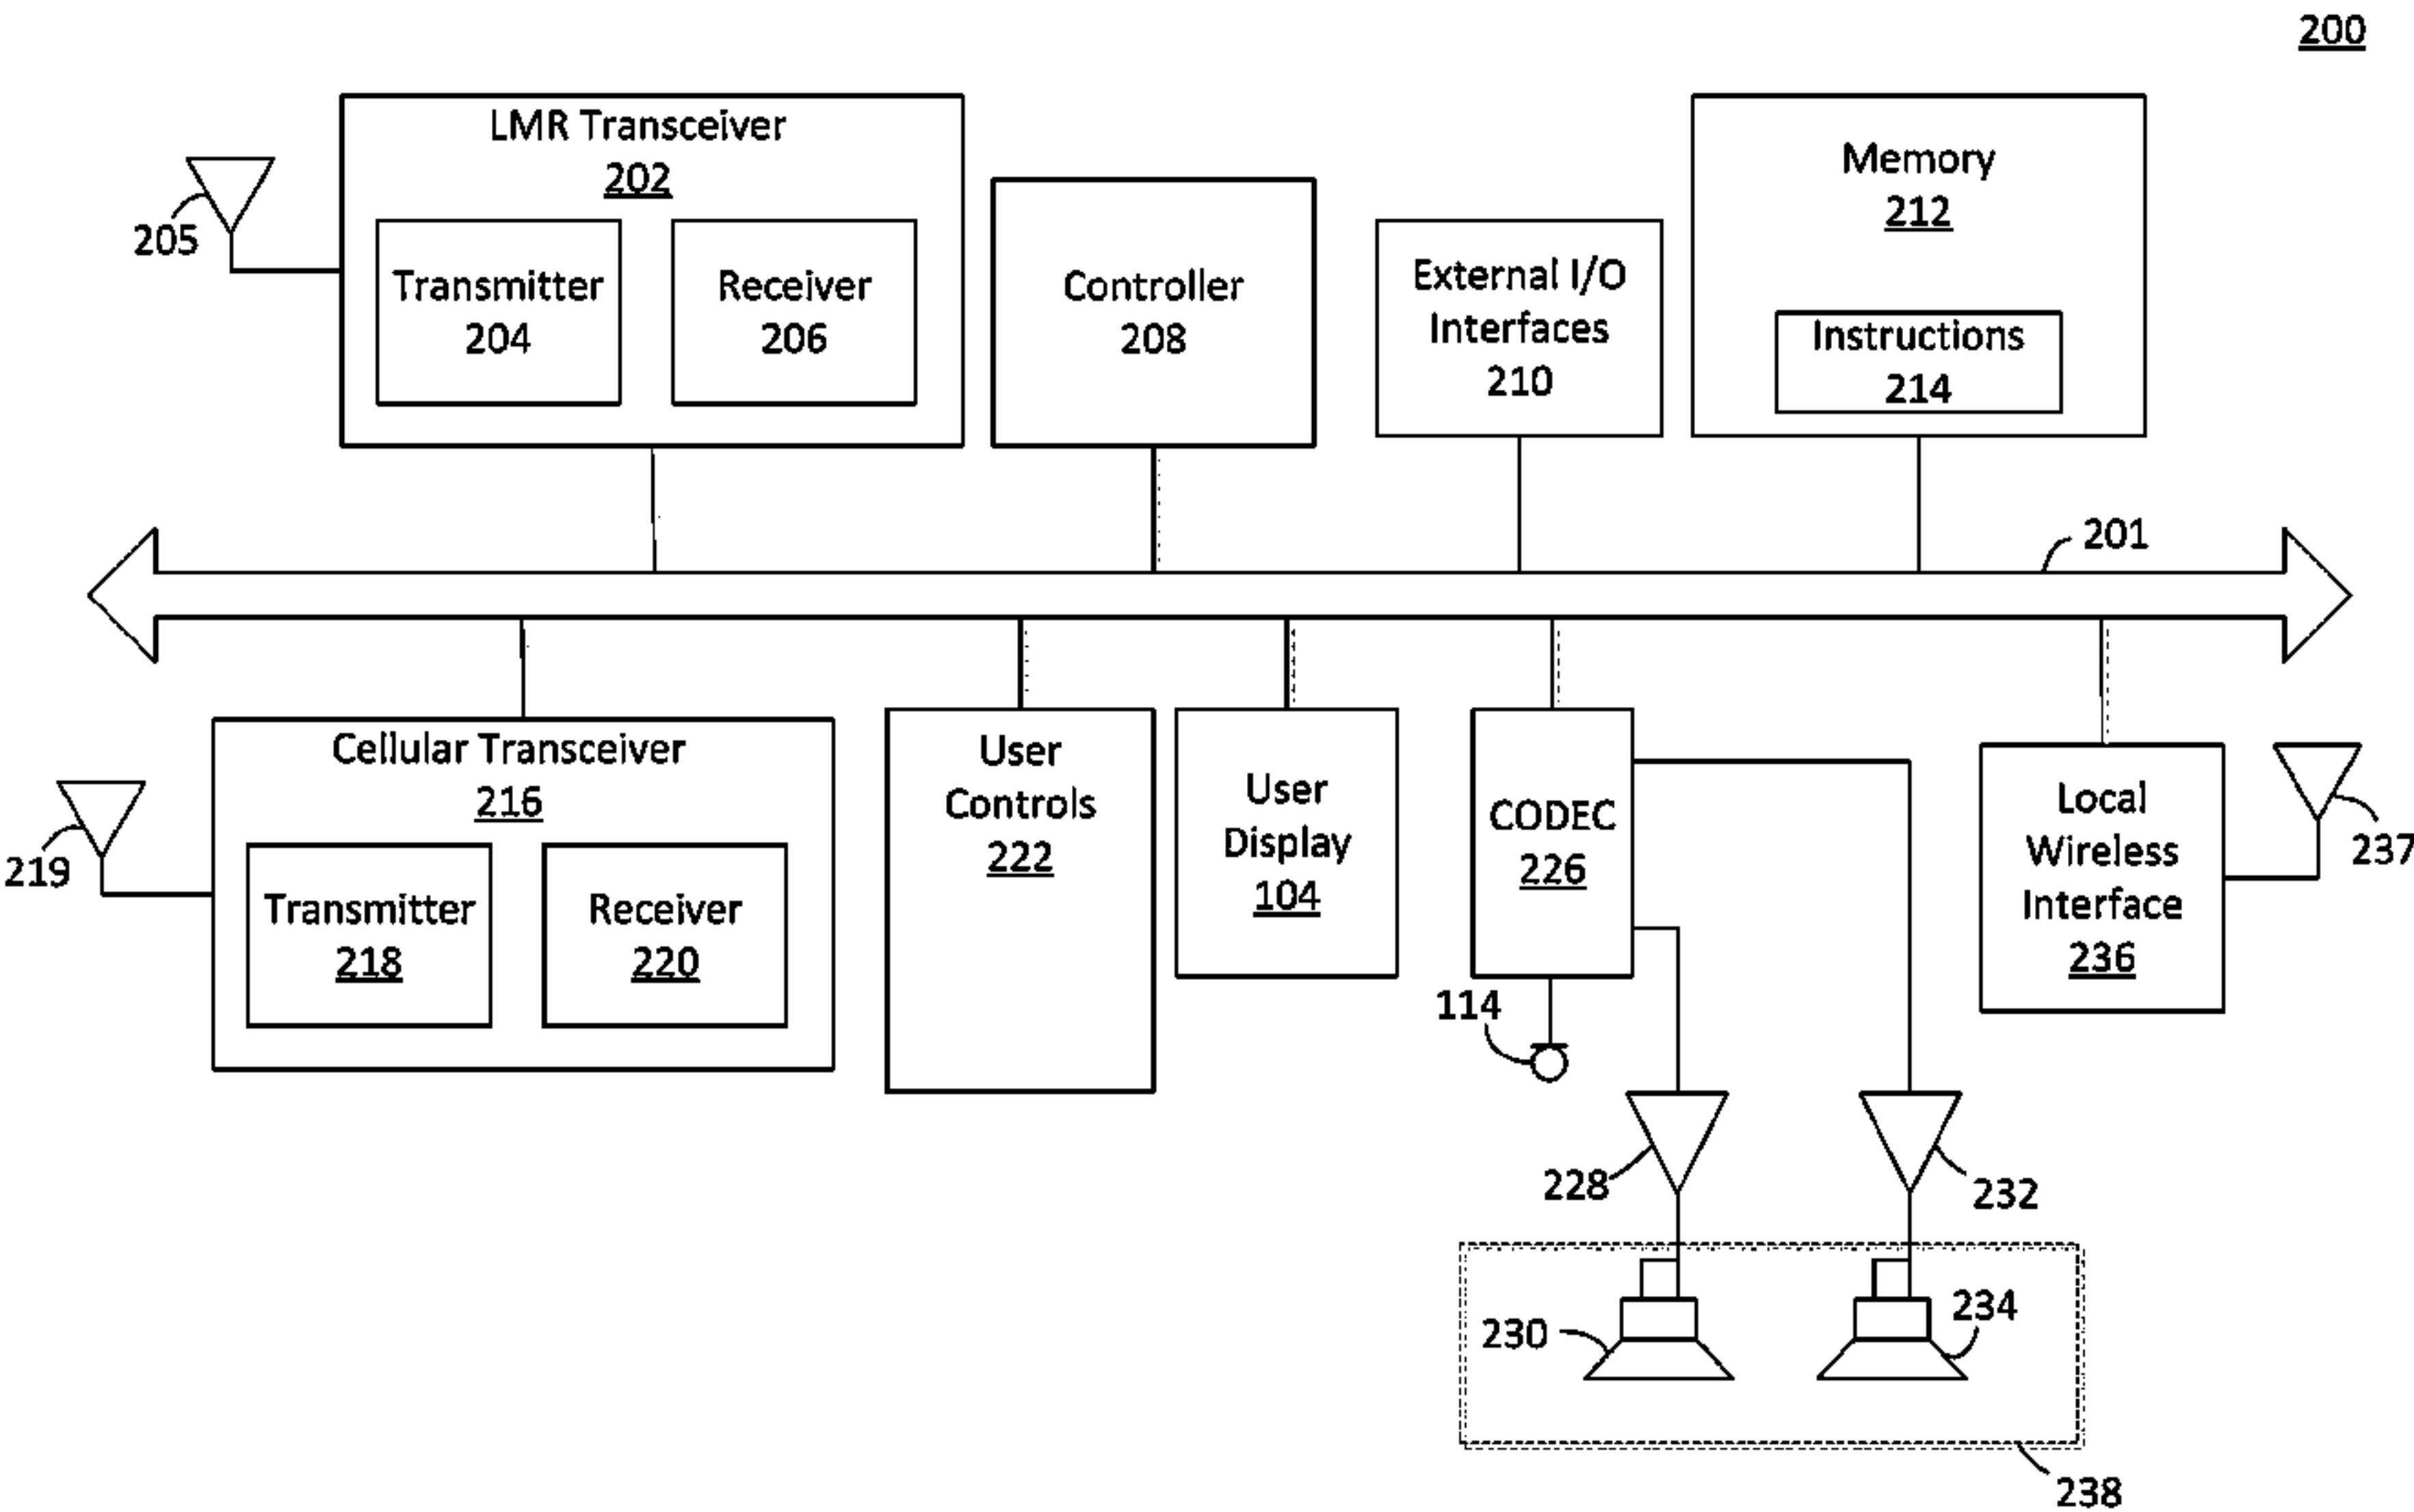 200
LMR Transceiver
202
205
Transmitter
204
Receiver
206
Controller
208
External I/O
Interfaces
210
Memory
212
Instructions
214
201
Cellular Transceiver
216
219
Transmitter
218
Receiver
220
User
Controls
222
User
Display
104
CODEC
226
114
Local
Wireless
Interface
236
237
228
232
230
234
238